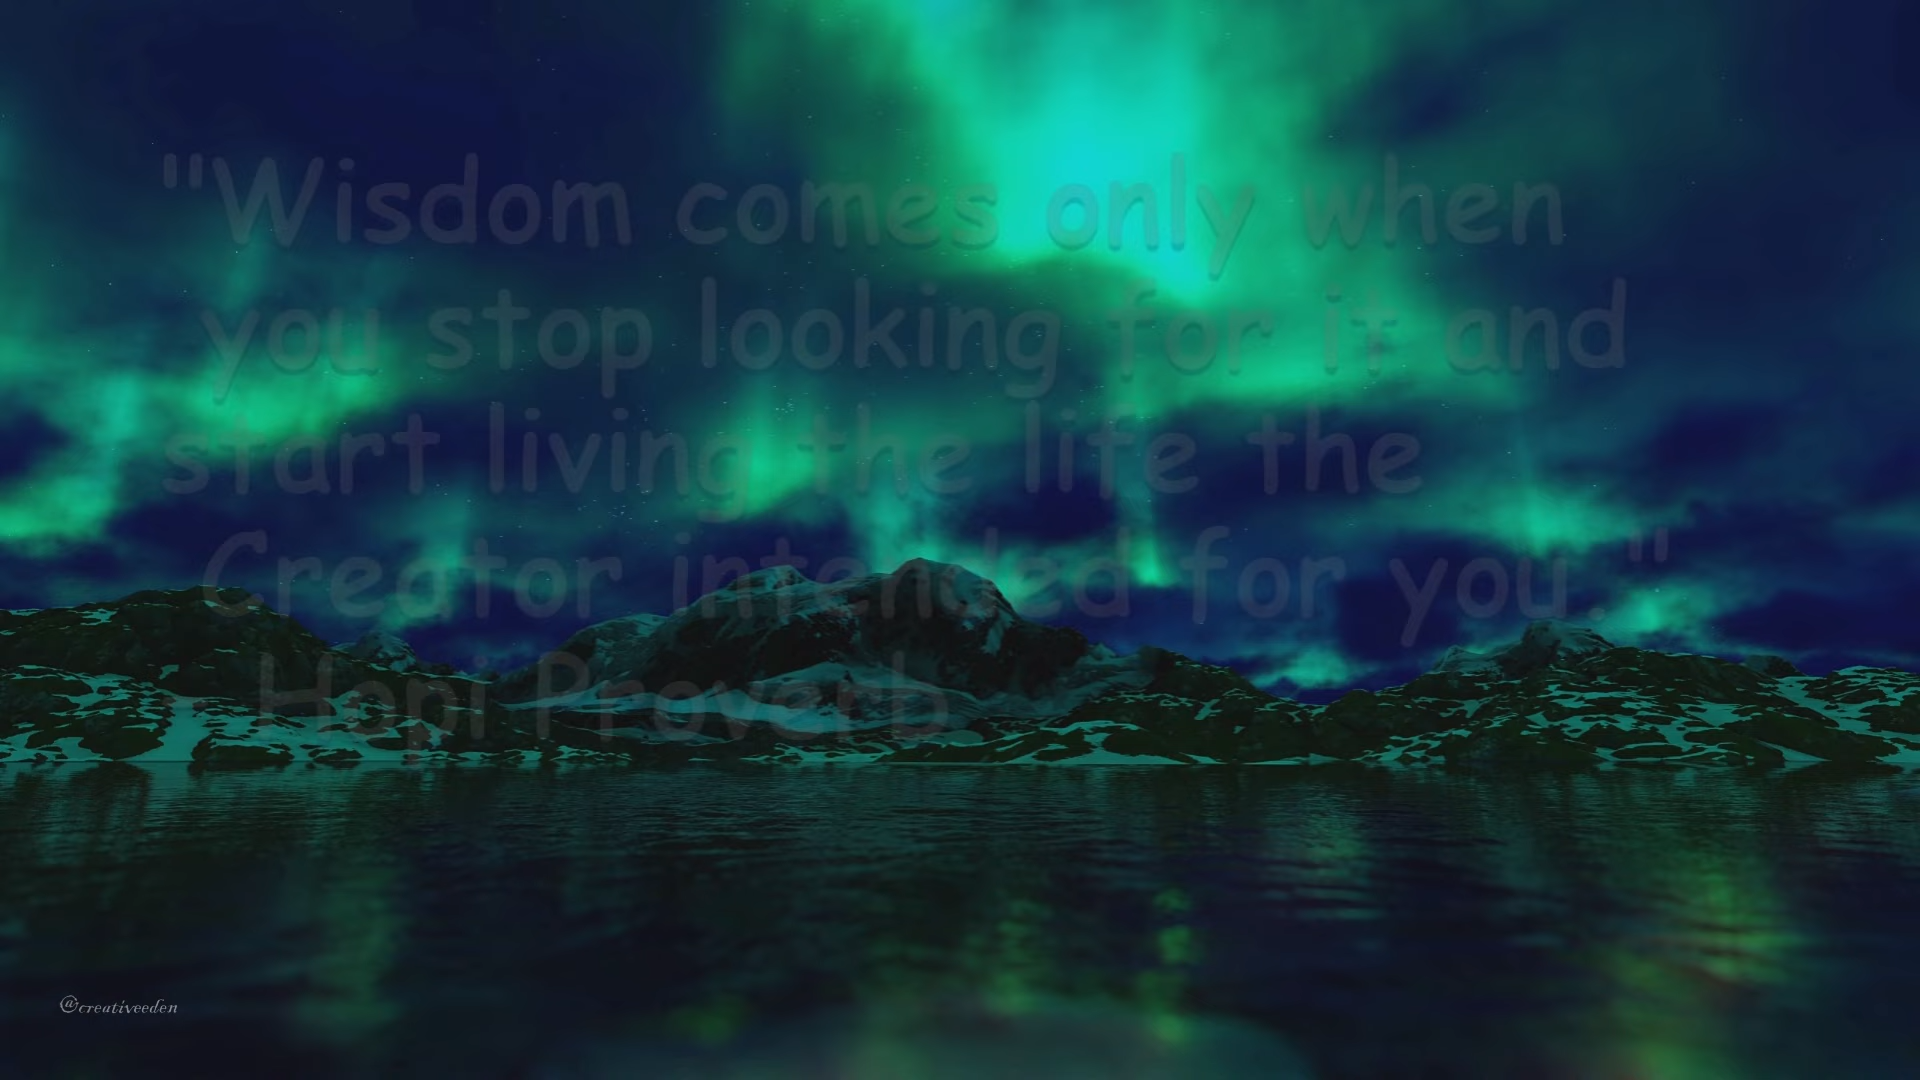 "Wisdom comes only when
you stop looking for it and
start living the life the
Creator intended for you."
Hopi Proverb
@creativeeden